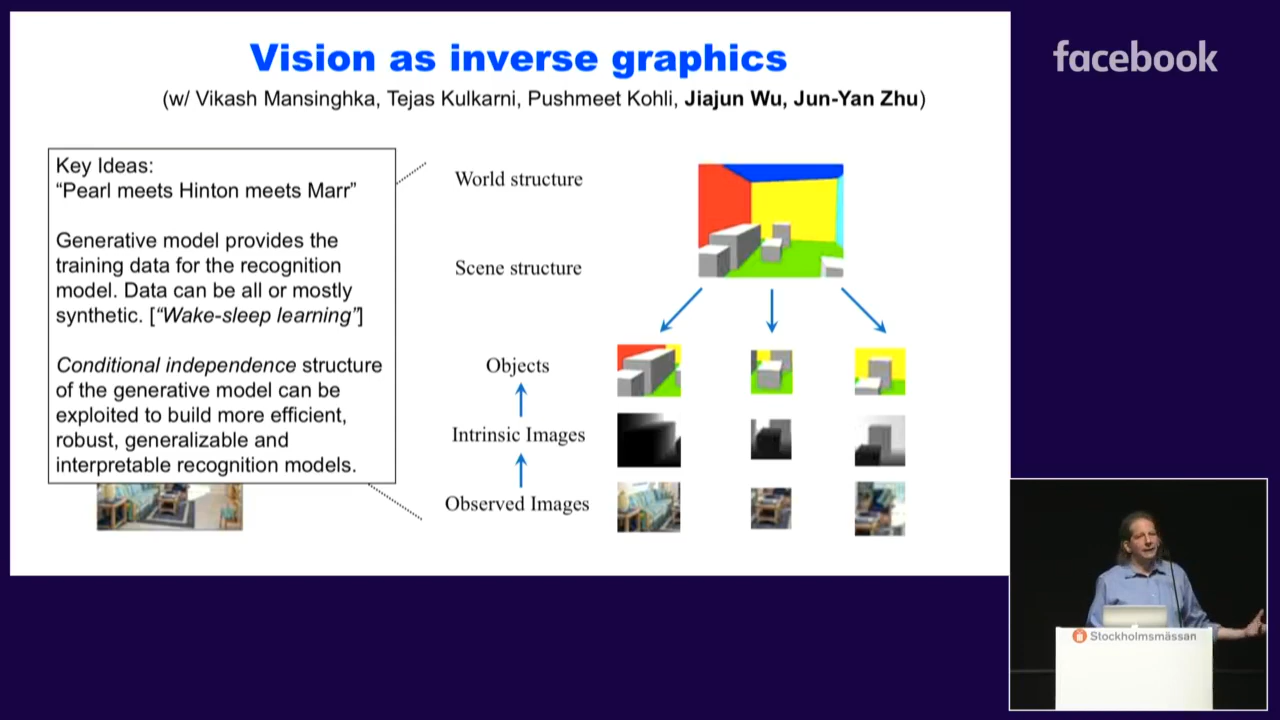 Vision as inverse graphics
facebook
(w/ Vikash Mansinghka, Tejas Kulkarni, Pushmeet Kohli, Jiajun Wu, Jun-Yan Zhu)
Key Ideas:
“Pearl meets Hinton meets Marr”
Generative model provides the
training data for the recognition
model. Data can be all or mostly
synthetic. [“Wake-sleep learning”]
Conditional independence structure
of the generative model can be
exploited to build more efficient,
robust, generalizable and
interpretable recognition models.
World structure
Scene structure
Objects
Intrinsic Images
Observed Images
Stockholmsmässan